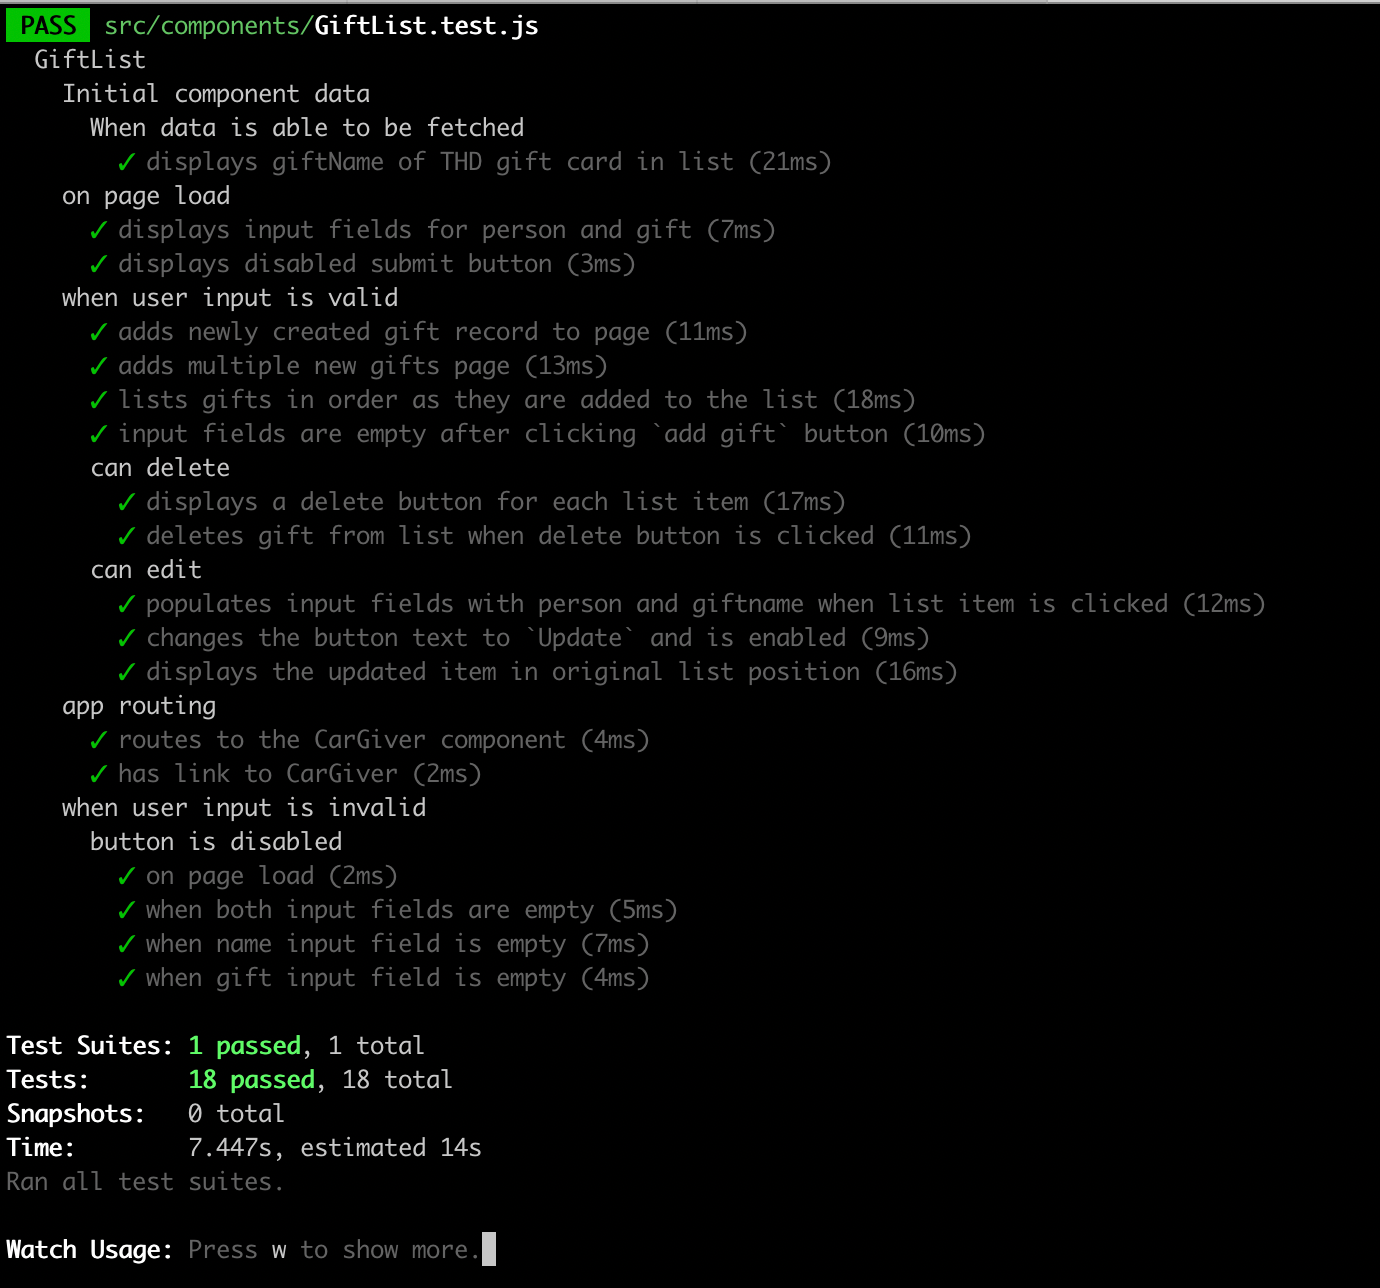 PASS src/components/GiftList.test.js
GiftList
Initial component data
When data is able to be fetched
✓ displays giftName of THD gift card in list (21ms)
on page load
✓ displays input fields for person and gift (7ms)
✓ displays disabled submit button (3ms)
when user input is valid
✓ adds newly created gift record to page (11ms)
✓ adds multiple new gifts page (13ms)
✓ lists gifts in order as they are added to the list (18ms)
✓ input fields are empty after clicking `add gift` button (10ms)
can delete
✓ displays a delete button for each list item (17ms)
✓ deletes gift from list when delete button is clicked (11ms)
can edit
✓ populates input fields with person and giftname when list item is clicked (12ms)
✓ changes the button text to `Update` and is enabled (9ms)
✓ displays the updated item in original list position (16ms)
app routing
✓ routes to the CarGiver component (4ms)
✓ has link to CarGiver (2ms)
when user input is invalid
button is disabled
✓ on page load (2ms)
✓ when both input fields are empty (5ms)
✓ when name input field is empty (7ms)
✓ when gift input field is empty (4ms)
Test Suites: 1 passed, 1 total
Tests: 18 passed, 18 total
Snapshots: 0 total
Time: 7.447s, estimated 14s
Ran all test suites.
Watch Usage: Press w to show more.